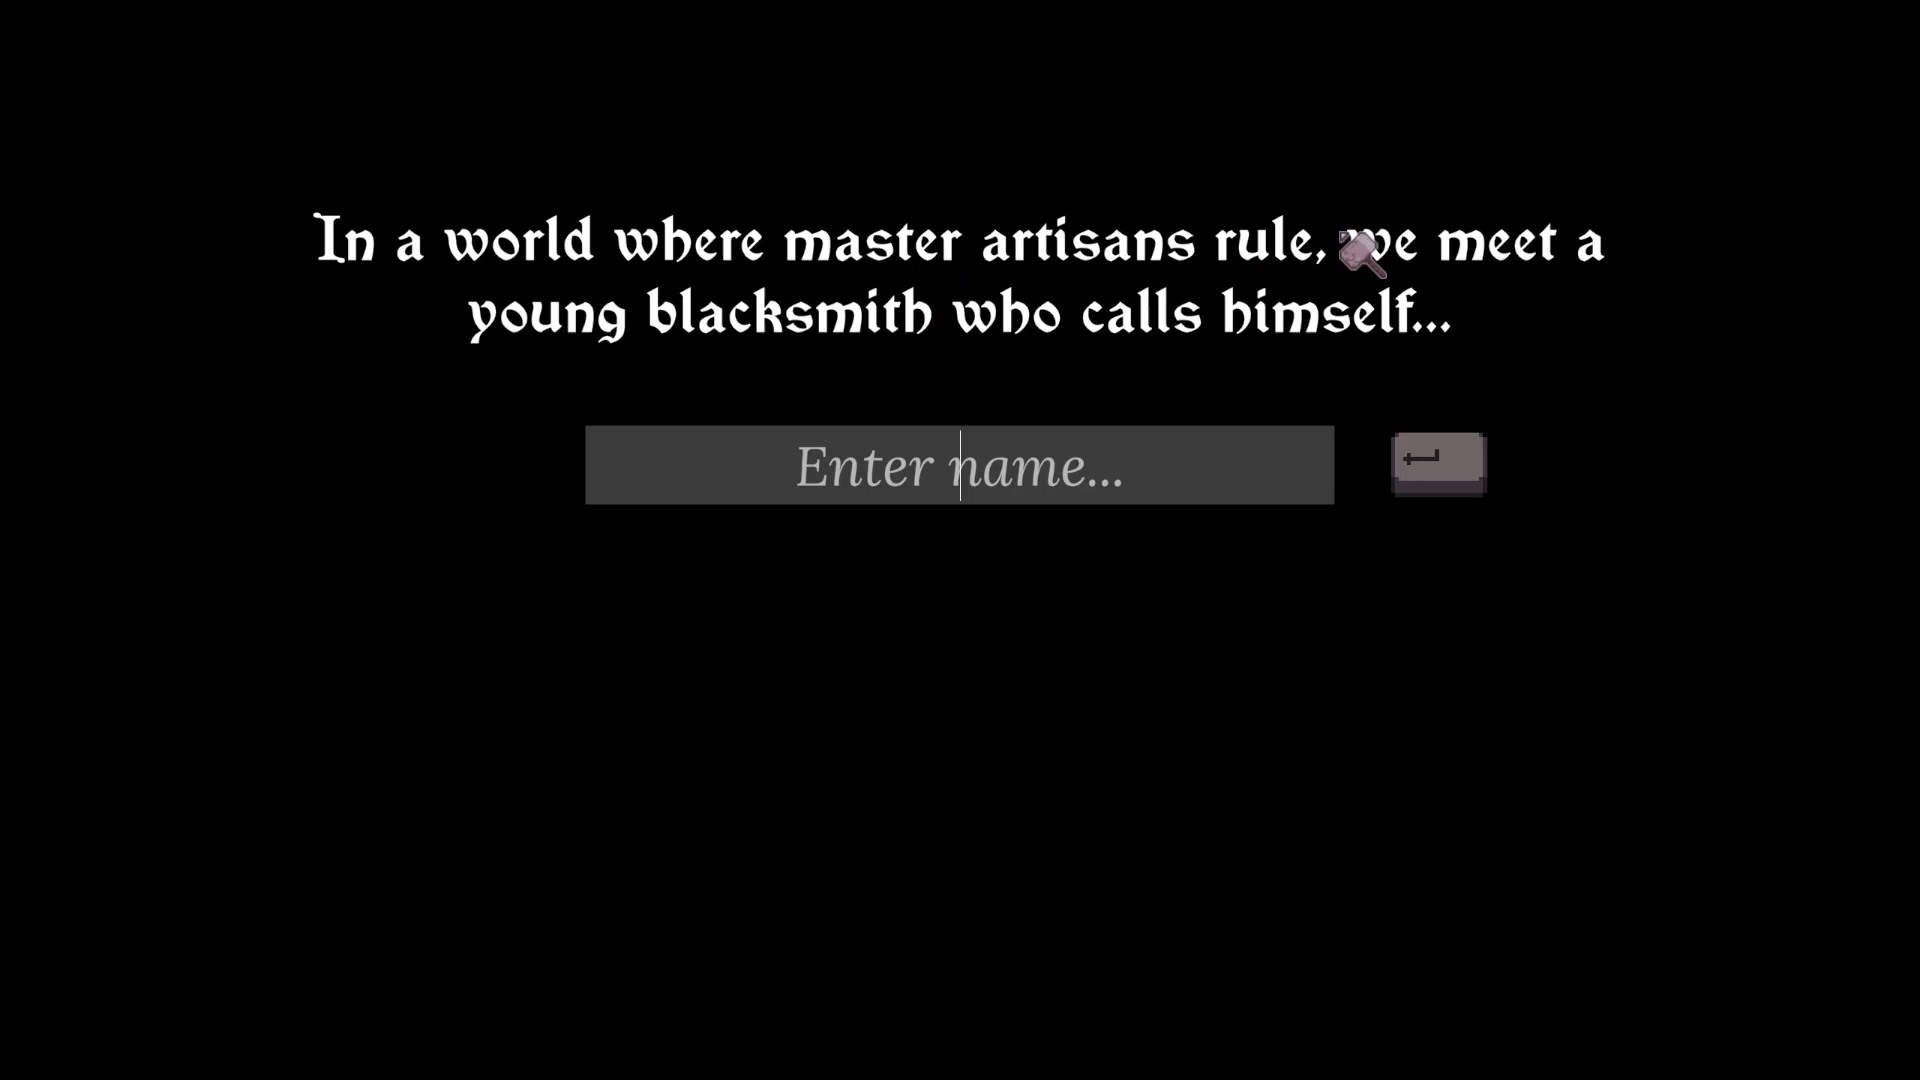 In a world where master artisans rule, we meet a
young blacksmith who calls himself...
Enter name...